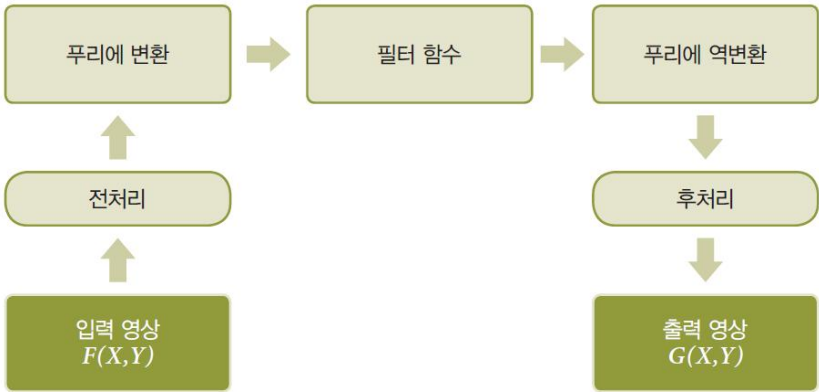 푸리에 변환
필터 함수
푸리에 역변환
전처리
후처리
입력 영상
F(X,Y)
출력 영상
G(X,Y)